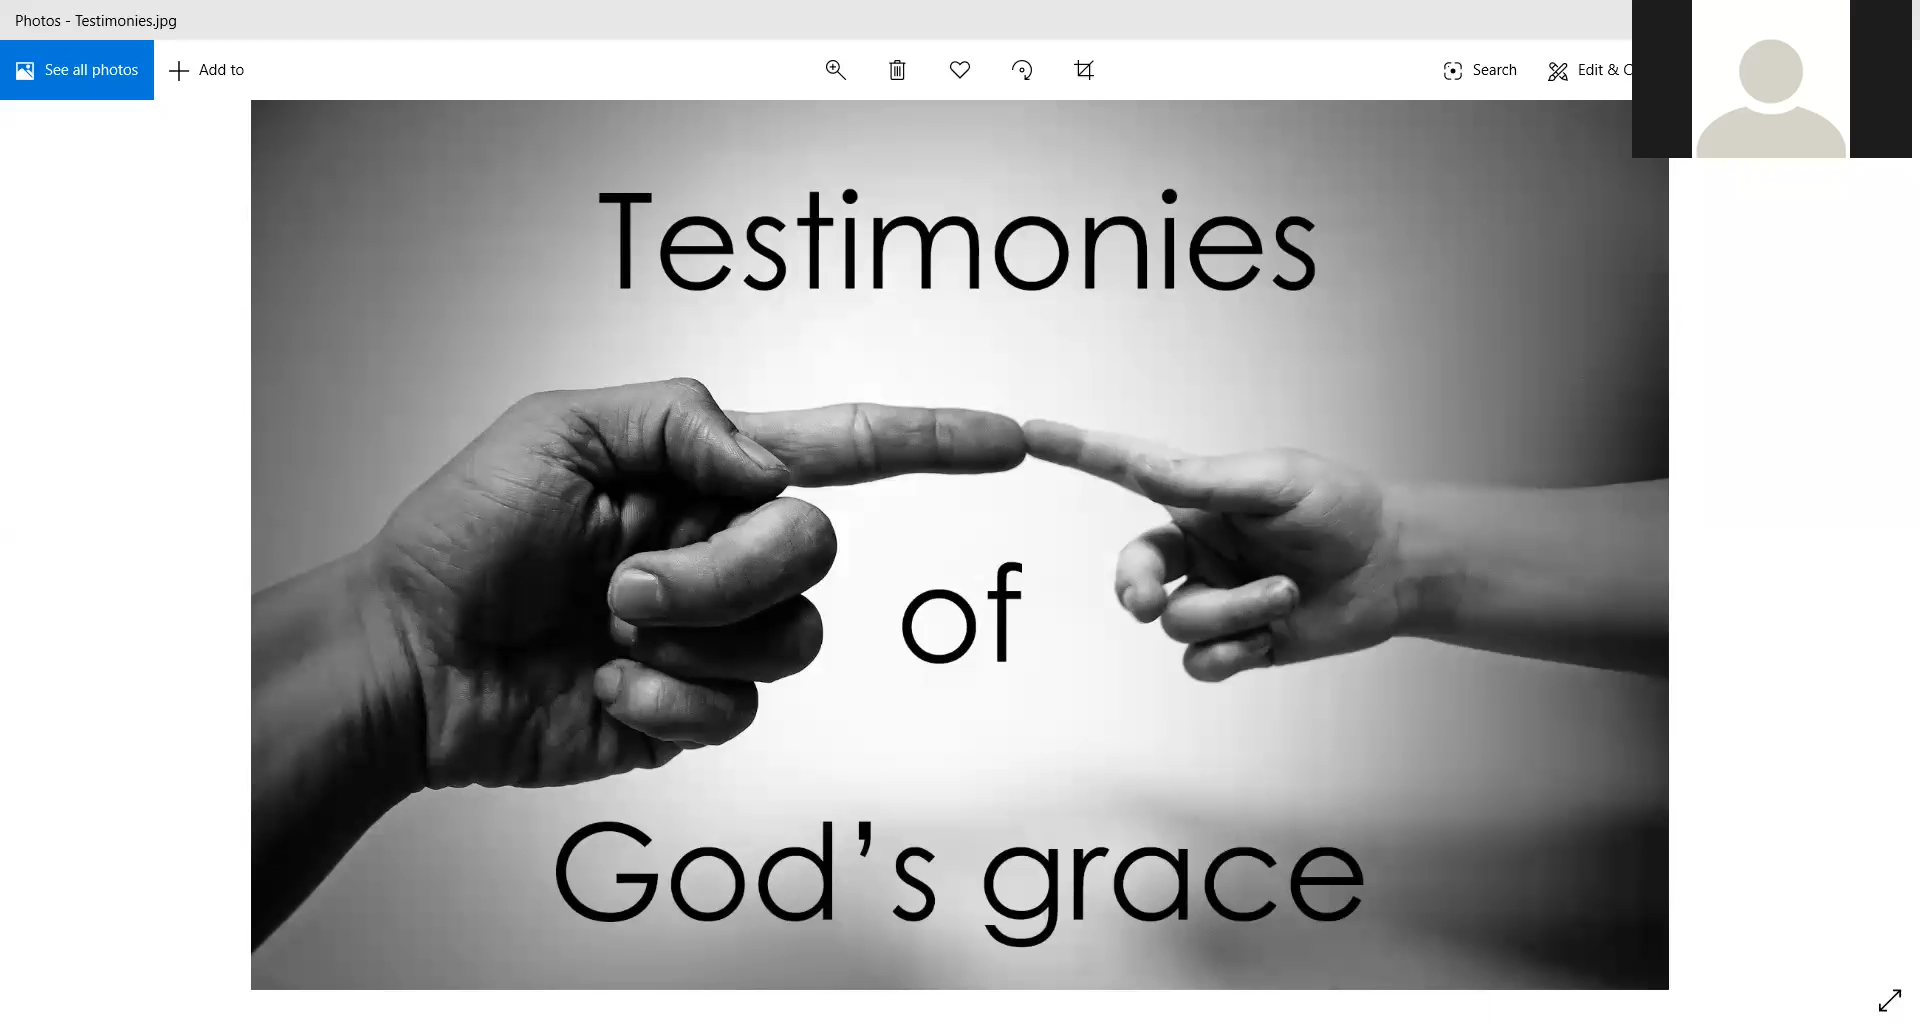 Photos - Testimonies.jpg
See all photos
Add to
Search
Edit & C
Testimonies
of
God's grace